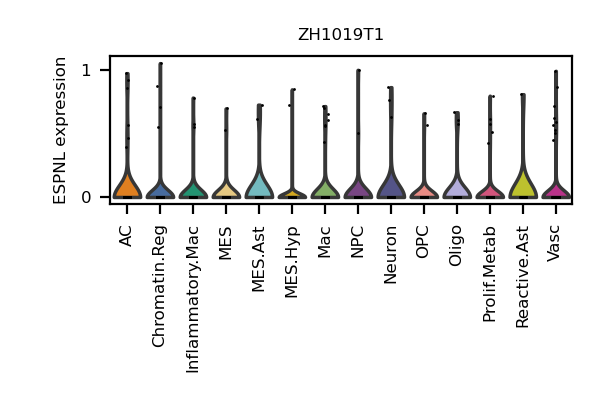 ZH1019T1
ESPNL expression
1
0
AC
Chromatin.Reg
Inflammatory.Mac
MES
MES.Ast
MES.Hyp
Mac
NPC
Neuron
OPC
Oligo
Prolif.Metab
Reactive.Ast
Vasc